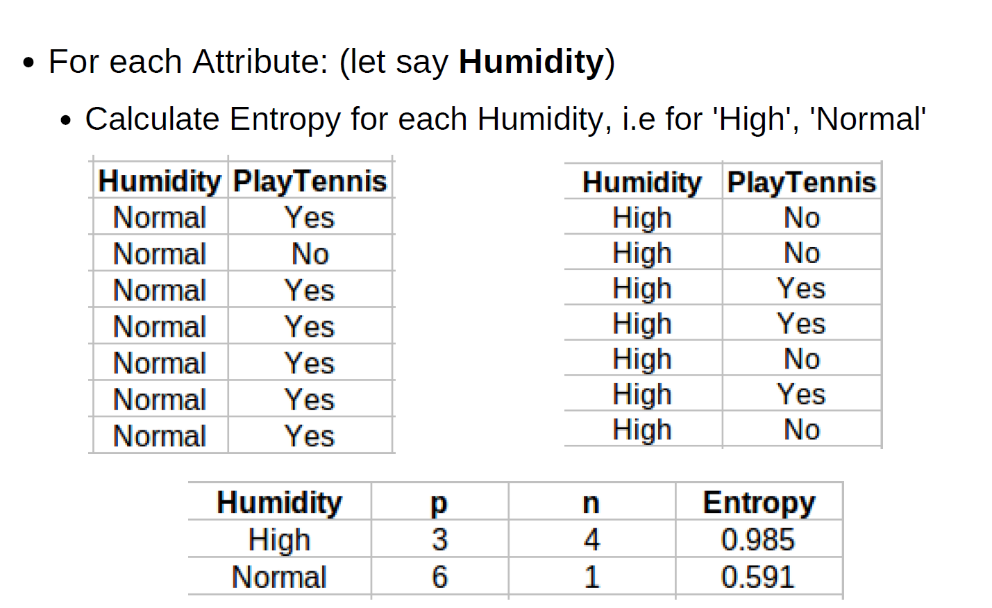 • For each Attribute: (let say Humidity)
• Calculate Entropy for each Humidity, i.e for 'High', 'Normal'
Humidity PlayTennis
Normal Yes
Normal No
Normal Yes
Normal Yes
Normal Yes
Normal Yes
Normal Yes
Humidity PlayTennis
High No
High No
High Yes
High Yes
High No
High Yes
High No
Humidity p n Entropy
High 3 4 0.985
Normal 6 1 0.591